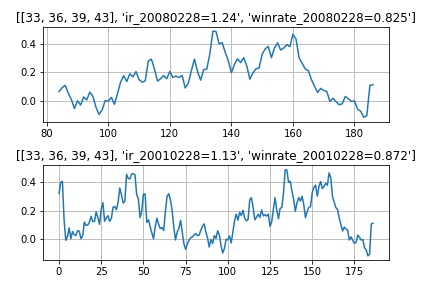 [[33, 36, 39, 43], 'ir_20080228=1.24', 'winrate_20080228=0.825']
0.4
0.2
0.0
80 100 120 140 160 180
[[33, 36, 39, 43], 'ir_20010228=1.13', 'winrate_20010228=0.872']
0.4
0.2
0.0
0 25 50 75 100 125 150 175